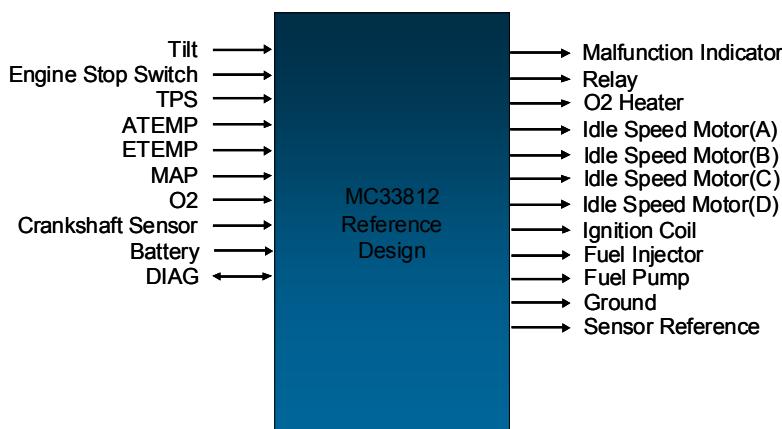 Tilt
Engine Stop Switch
TPS
ATEMP
ETEMP
MAP
O2
Crankshaft Sensor
Battery
DIAG
MC33812
Reference
Design
Malfunction Indicator
Relay
O2 Heater
Idle Speed Motor(A)
Idle Speed Motor(B)
Idle Speed Motor(C)
Idle Speed Motor(D)
Ignition Coil
Fuel Injector
Fuel Pump
Ground
Sensor Reference